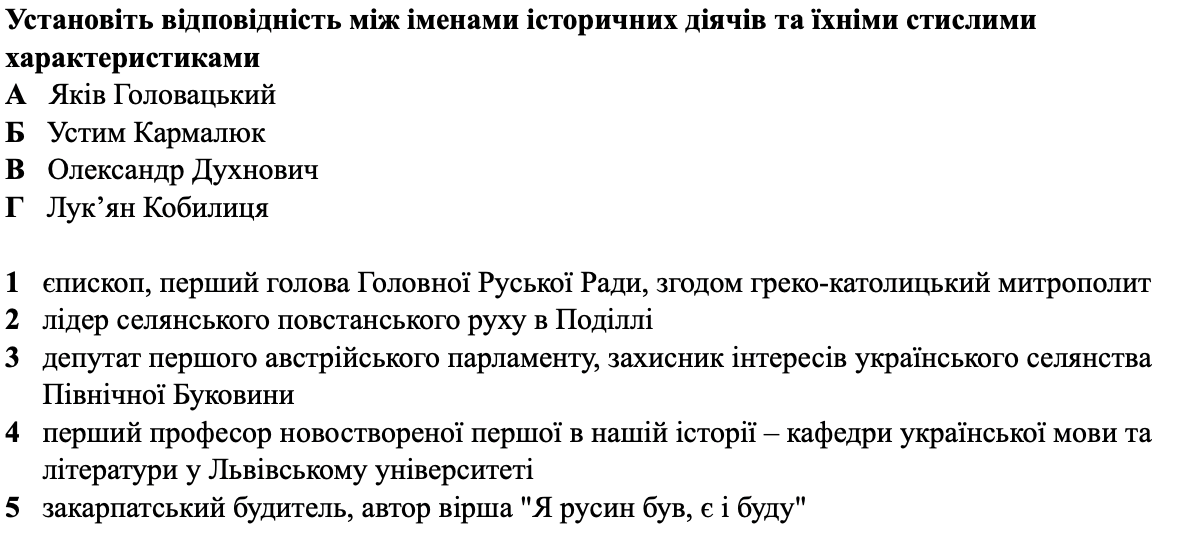 Установіть відповідність між іменами історичних діячів та їхніми стислими
характеристиками
А Яків Головацький
Б Устим Кармалюк
В Олександр Духнович
Г Лук’ян Кобилиця
1 єпископ, перший голова Головної Руської Ради, згодом греко-католицький митрополит
2 лідер селянського повстанського руху в Поділлі
3 депутат першого австрійського парламенту, захисник інтересів українського селянства
Північної Буковини
4 перший професор новоствореної першої в нашій історії – кафедри української мови та
літератури у Львівському університеті
5 закарпатський будитель, автор вірша "Я русин був, є і буду"